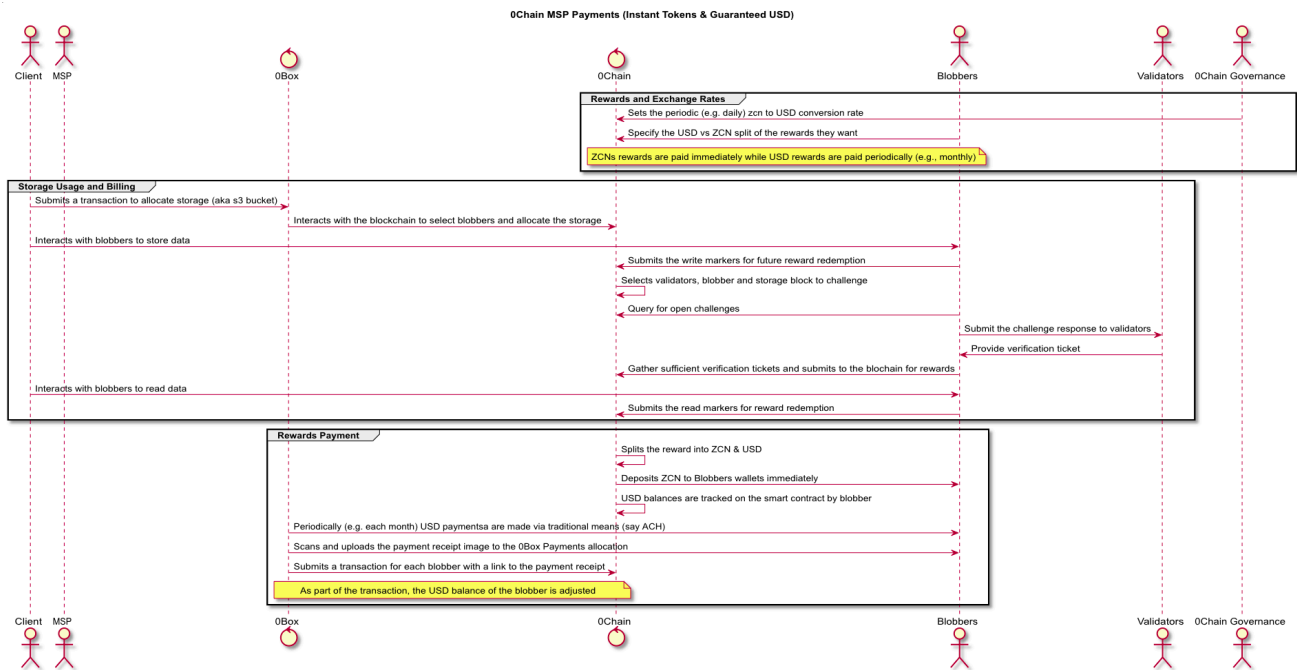 0Chain MSP Payments (Instant Tokens & Guaranteed USD)
Client
MSP
0Box
0Chain
Blobbers
Validators
0Chain Governance
Rewards and Exchange Rates
Sets the periodic (e.g. daily) zcn to USD conversion rate
Specify the USD vs ZCN split of the rewards they want
ZCNs rewards are paid immediately while USD rewards are paid periodically (e.g., monthly)
Storage Usage and Billing
Submits a transaction to allocate storage (aka s3 bucket)
Interacts with the blockchain to select blobbers and allocate the storage
Interacts with blobbers to store data
Submits the write markers for future reward redemption
Selects validators, blobber and storage block to challenge
Query for open challenges
Submit the challenge response to validators
Provide verification ticket
Gather sufficient verification tickets and submits to the blochain for rewards
Interacts with blobbers to read data
Submits the read markers for reward redemption
Rewards Payment
Splits the reward into ZCN & USD
Deposits ZCN to Blobbers wallets immediately
USD balances are tracked on the smart contract by blobber
Periodically (e.g. each month) USD paymentsa are made via traditional means (say ACH)
Scans and uploads the payment receipt image to the 0Box Payments allocation
Submits a transaction for each blobber with a link to the payment receipt
As part of the transaction, the USD balance of the blobber is adjusted
Client
MSP
0Box
0Chain
Blobbers
Validators
0Chain Governance